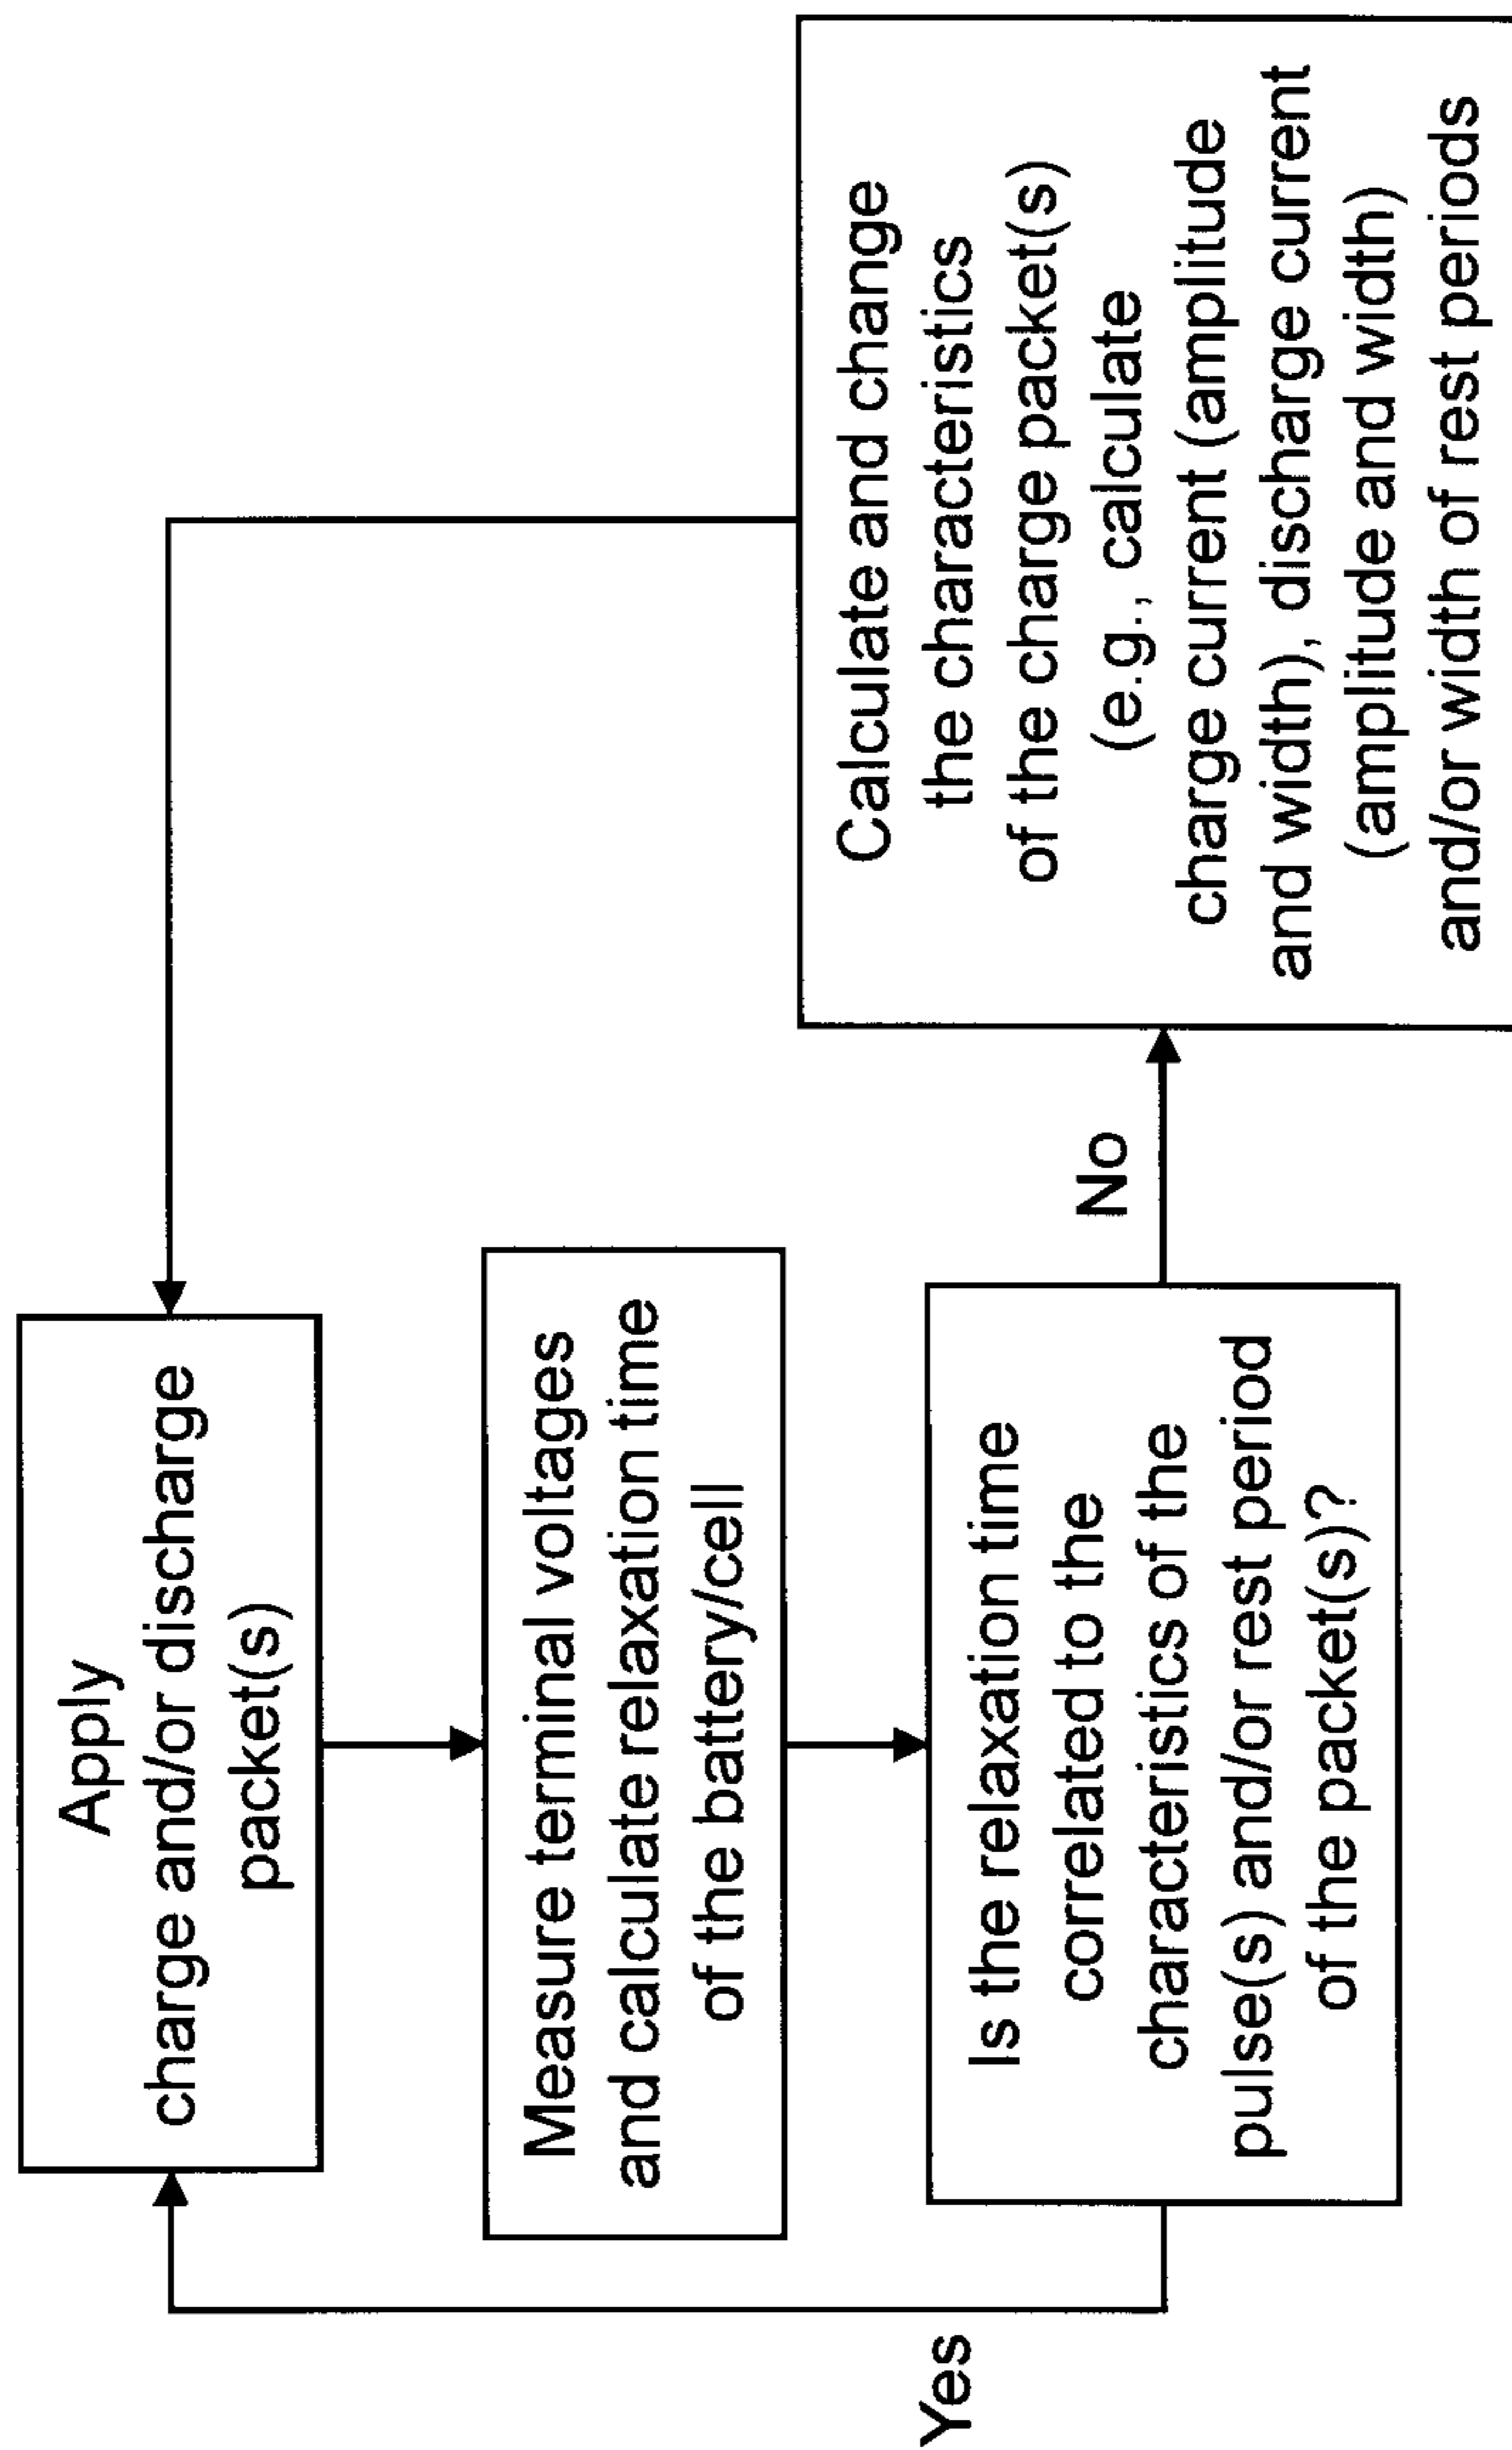 Apply
charge and/or discharge
packet(s)
Measure terminal voltages
and calculate relaxation time
of the battery/cell
Is the relaxation time
correlated to the
characteristics of the
pulse(s) and/or rest period
of the packet(s)?
Yes
No
Calculate and change
the characteristics
of the charge packet(s)
(e.g., calculate
charge current (amplitude
and width), discharge current
(amplitude and width)
and/or width of rest periods